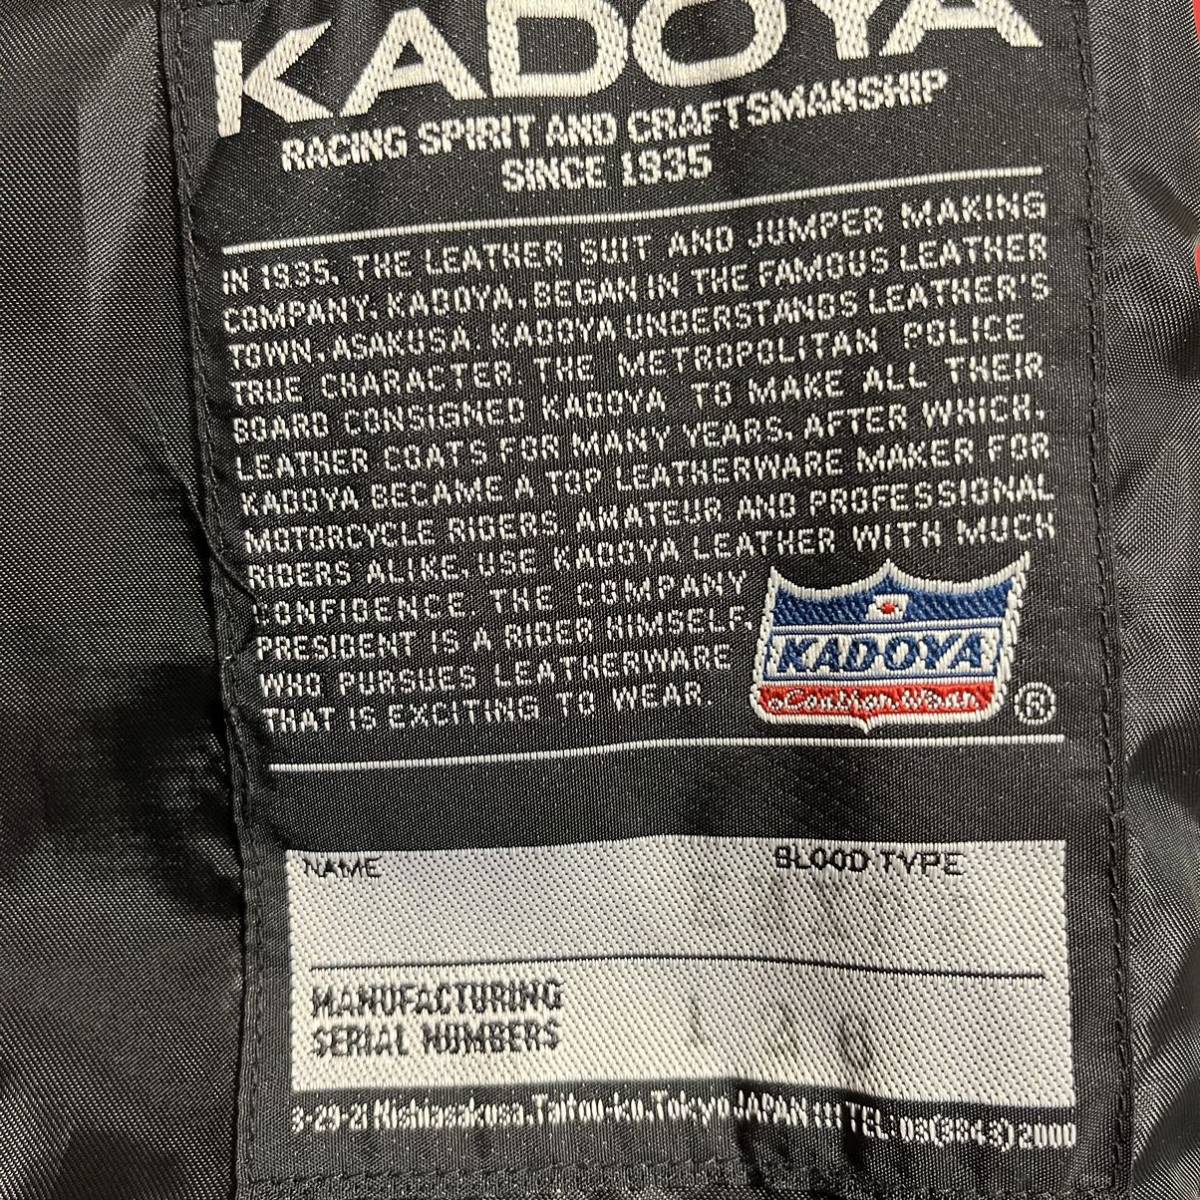 KADOYA
RACING SPIRIT AND CRAFTSMANSHIP
SINCE 1935
IN 1935, THE LEATHER SUIT AND JUMPER MAKING
COMPANY, KADOYA, BEGAN IN THE FAMOUS LEATHER
TOWN, ASAKUSA. KADOYA UNDERSTANDS LEATHER'S
TRUE CHARACTER. THE METROPOLITAN POLICE
BOARD CONSIGNED KADOYA TO MAKE ALL THEIR
LEATHER COATS FOR MANY YEARS. AFTER WHICH,
KADOYA BECAME A TOP LEATHERWARE MAKER FOR
MOTORCYCLE RIDERS. AMATEUR AND PROFESSIONAL
RIDERS ALIKE, USE KADOYA LEATHER WITH MUCH
CONFIDENCE. THE COMPANY
PRESIDENT IS A RIDER HIMSELF,
WHO PURSUES LEATHERWARE
THAT IS EXCITING TO WEAR.
KADOYA
Leather Wear
®
NAME BLOOD TYPE
MANUFACTURING
SERIAL NUMBERS
3-29-21 Nishiasakusa, Taitou-ku, Tokyo JAPAN !!! TEL: 03(3843)2000